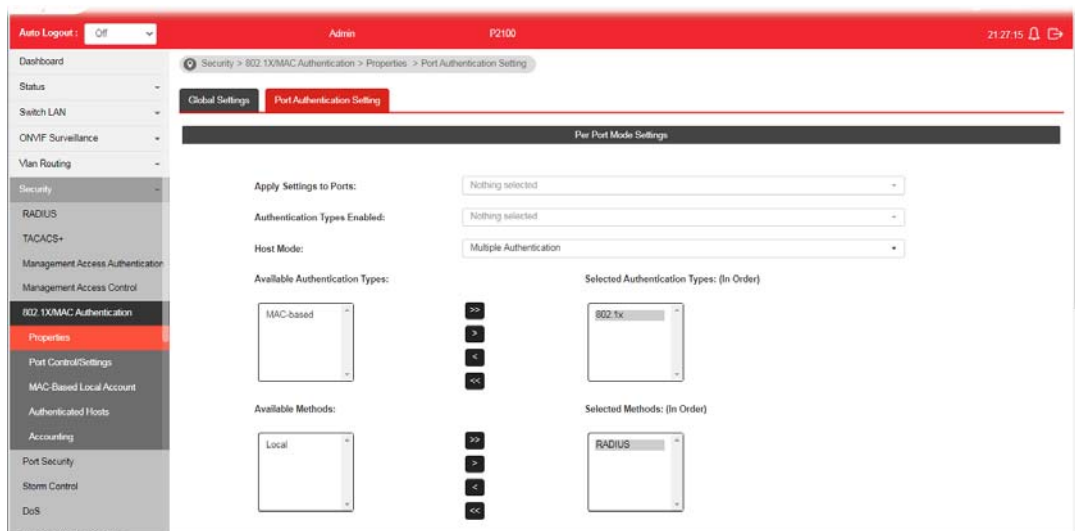 Auto Logout : Off Admin P2100 21:27:15
Dashboard
Status
Switch LAN
ONVIF Surveillance
Vlan Routing
Security
RADIUS
TACACS+
Management Access Authentication
Management Access Control
802.1X/MAC Authentication
Properties
Port Control/Settings
MAC-Based Local Account
Authenticated Hosts
Accounting
Port Security
Storm Control
DoS
Security > 802.1X/MAC Authentication > Properties > Port Authentication Setting
Global Settings Port Authentication Setting
Per Port Mode Settings
Apply Settings to Ports: Nothing selected
Authentication Types Enabled: Nothing selected
Host Mode: Multiple Authentication
Available Authentication Types: Selected Authentication Types: (In Order)
MAC-based >> 802.1x
>
<
<<
Available Methods: Selected Methods: (In Order)
Local >> RADIUS
>
<
<<